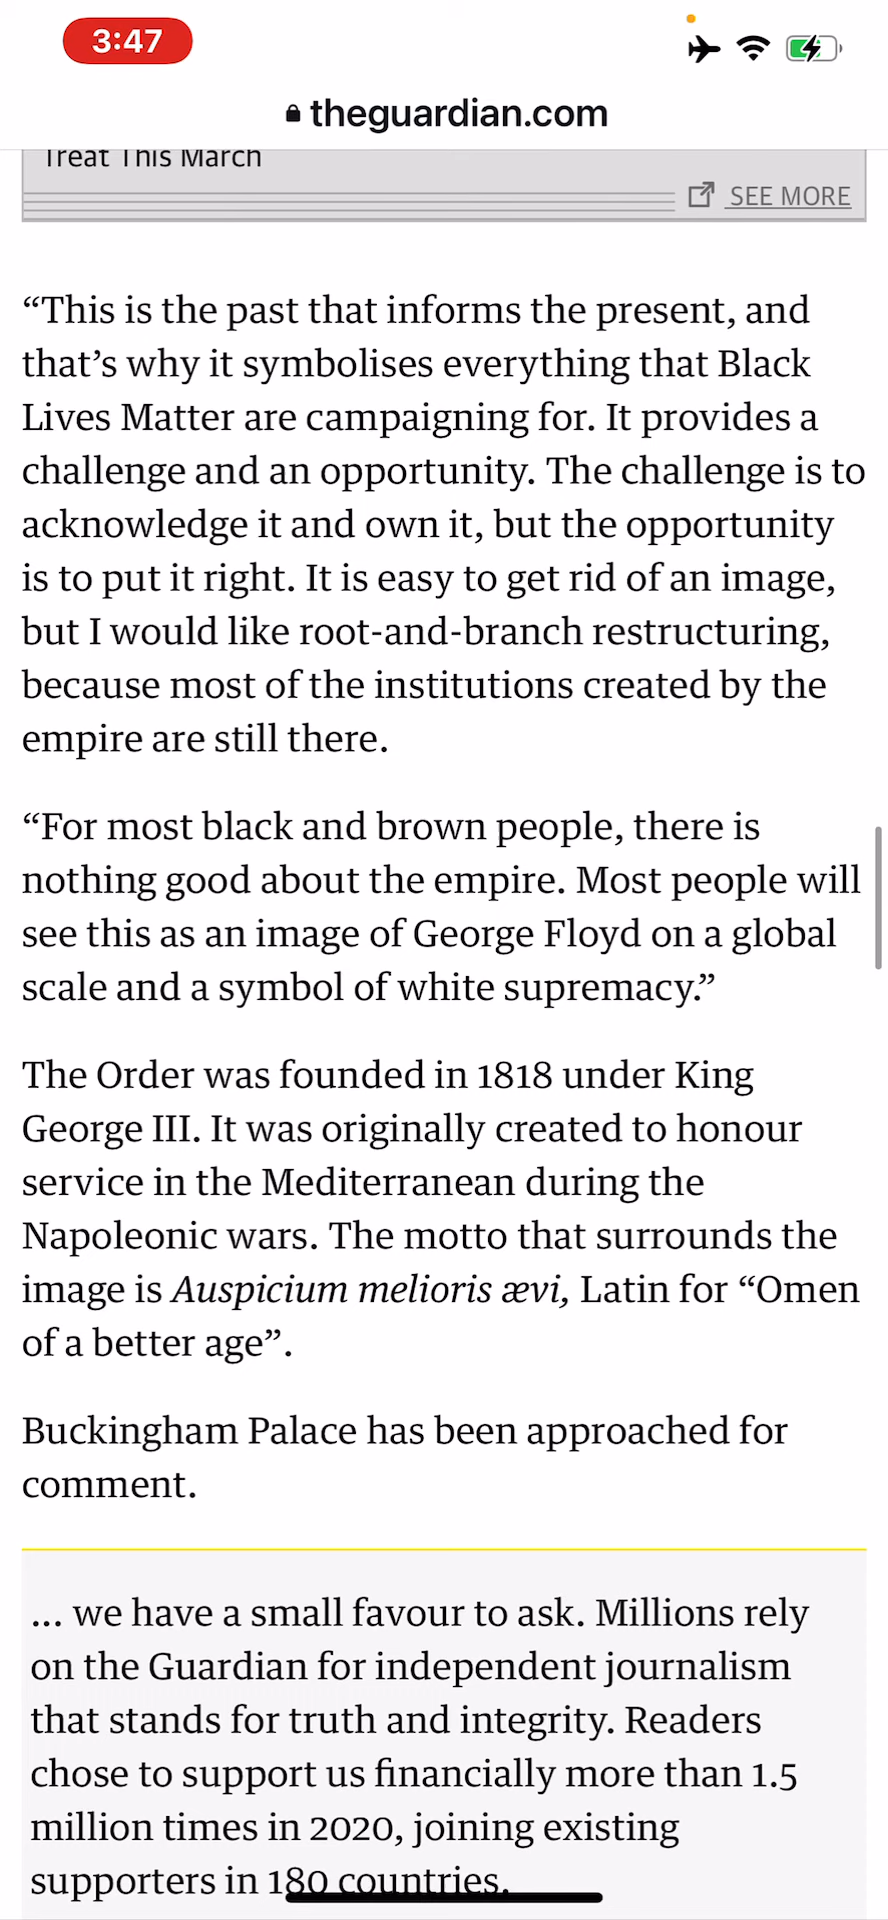 3:47
theguardian.com
Treat This March
SEE MORE
“This is the past that informs the present, and
that’s why it symbolises everything that Black
Lives Matter are campaigning for. It provides a
challenge and an opportunity. The challenge is to
acknowledge it and own it, but the opportunity
is to put it right. It is easy to get rid of an image,
but I would like root-and-branch restructuring,
because most of the institutions created by the
empire are still there.
“For most black and brown people, there is
nothing good about the empire. Most people will
see this as an image of George Floyd on a global
scale and a symbol of white supremacy.”
The Order was founded in 1818 under King
George III. It was originally created to honour
service in the Mediterranean during the
Napoleonic wars. The motto that surrounds the
image is Auspicium melioris ævi, Latin for “Omen
of a better age”.
Buckingham Palace has been approached for
comment.
... we have a small favour to ask. Millions rely
on the Guardian for independent journalism
that stands for truth and integrity. Readers
chose to support us financially more than 1.5
million times in 2020, joining existing
supporters in 180 countries.